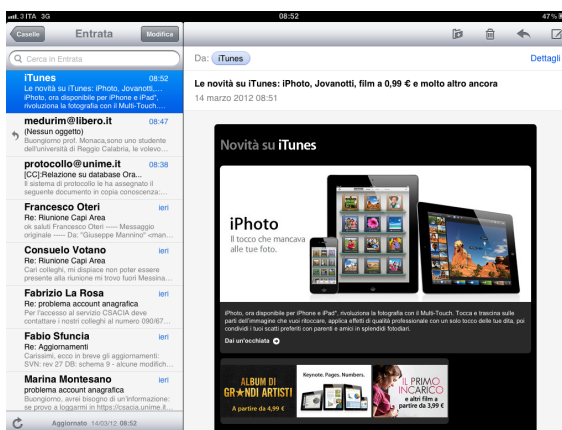 3 ITA 3G
08:52
47%
Caselle
Entrata
Modifica
Cerca in Entrata
iTunes 08:52
Le novità su iTunes: iPhoto, Jovanotti,...
iPhoto, ora disponibile per iPhone e iPad*,
rivoluziona la fotografia con il Multi-Touch....
medurim@libero.it 08:47
(Nessun oggetto)
Buongiorno prof. Monaca,sono uno studente
dell'università di Reggio Calabria, le volevo...
protocollo@unime.it 08:38
[CC]:Relazione su database Ora...
Il sistema di protocollo le ha assegnato il
seguente documento in copia conoscenza:...
Francesco Oteri ieri
Re: Riunione Capi Area
ok saluti Francesco Oteri ----- Messaggio
originale ----- Da: "Giuseppe Mannino" <man...
Consuelo Votano ieri
Re: Riunione Capi Area
Cari colleghi, mi dispiace non poter essere
presente alla riunione mi trovo fuori Messina...
Fabrizio La Rosa ieri
Re: problema account anagrafica
Per l'accesso al servizio CSACIA deve
contattare i nostri colleghi al numero 090/67...
Fabio Sfuncia ieri
Re: Aggiornamenti
Carissimi, ecco in breve gli aggiornamenti:
SVN: rev 27 DB: schema 9 - alcune modifich...
Marina Montesano ieri
problema account anagrafica
Buongiorno, avrei bisogno di un'informazione:
se provo a loggarmi in https://csacia.unime.it...
Aggiornato 14/03/12 08:52
Da: iTunes
Dettagli
Le novità su iTunes: iPhoto, Jovanotti, film a 0,99 € e molto altro ancora
14 marzo 2012 08:51
Novità su iTunes
iPhoto
Il tocco che mancava
alle tue foto.
iPhoto, ora disponibile per iPhone e iPad*, rivoluziona la fotografia con il Multi-Touch. Tocca e trascina sulle
parti dell'immagine che vuoi ritoccare, applica effetti di qualità professionale con un solo tocco delle tue dita, poi
condividi i tuoi scatti preferiti con parenti e amici in splendidi fotodiari.
Dai un'occhiata
ALBUM DI
GR★NDI ARTISTI
A partire da 4,99 €
Keynote. Pages. Numbers.
IL PRIMO
INCARICO
e altri film a
partire da 3,99 €